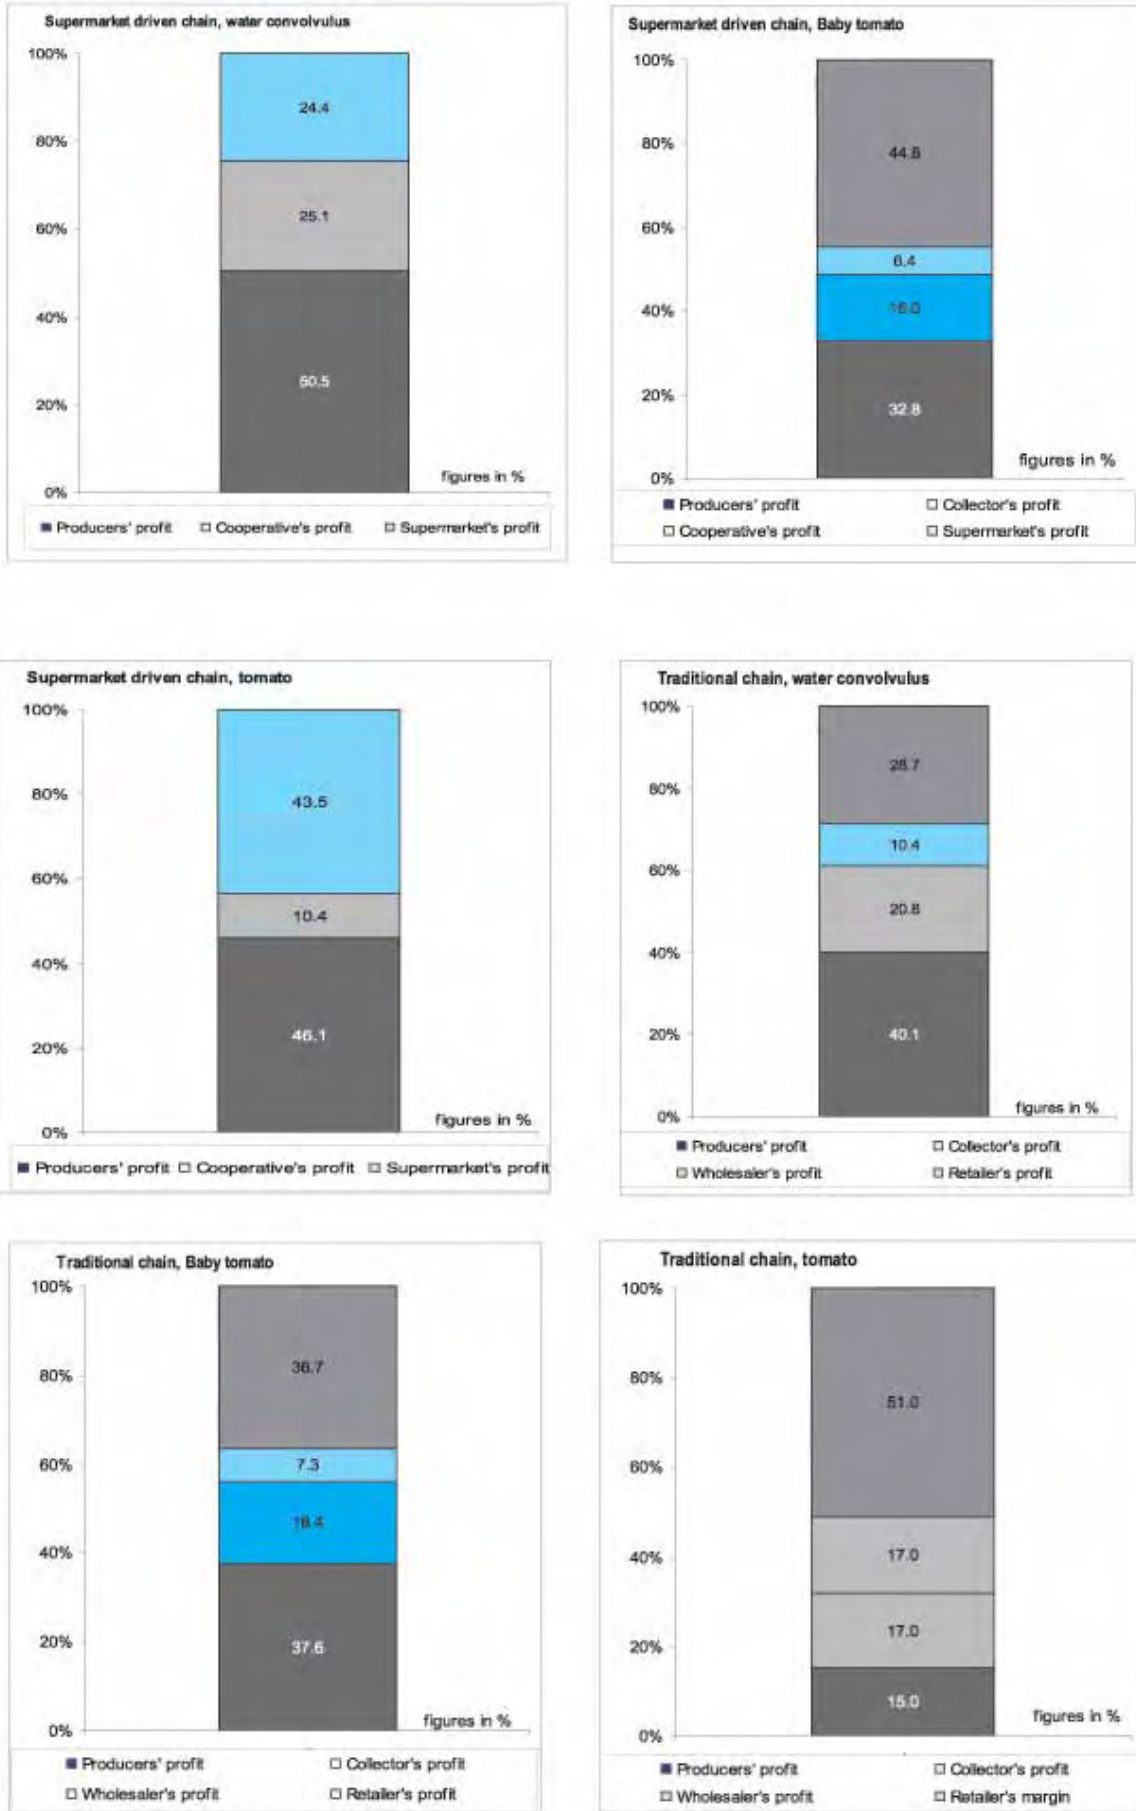 Supermarket driven chain, water convolvulus
100%
24.4
80%
25.1
60%
40%
50.5
20%
figures in %
0%
Producers' profit Cooperative's profit Supermarket's profit
Supermarket driven chain, Baby tomato
100%
80%
44.8
60%
6.4
40%
16.0
20%
32.8
figures in %
0%
Producers' profit Collector's profit
Cooperative's profit Supermarket's profit
Supermarket driven chain, tomato
100%
80%
43.5
60%
10.4
40%
46.1
20%
figures in %
0%
Producers' profit Cooperative's profit Supermarket's profit
Traditional chain, water convolvulus
100%
28.7
80%
10.4
60%
20.8
40%
40.1
20%
figures in %
0%
Producers' profit Collector's profit
Wholesaler's profit Retailer's profit
Traditional chain, Baby tomato
100%
36.7
80%
60%
7.3
18.4
40%
37.6
20%
figures in %
0%
Producers' profit Collector's profit
Wholesaler's profit Retailer's profit
Traditional chain, tomato
100%
80%
51.0
60%
40%
17.0
17.0
20%
15.0
figures in %
0%
Producers' profit Collector's profit
Wholesaler's profit Retailer's margin